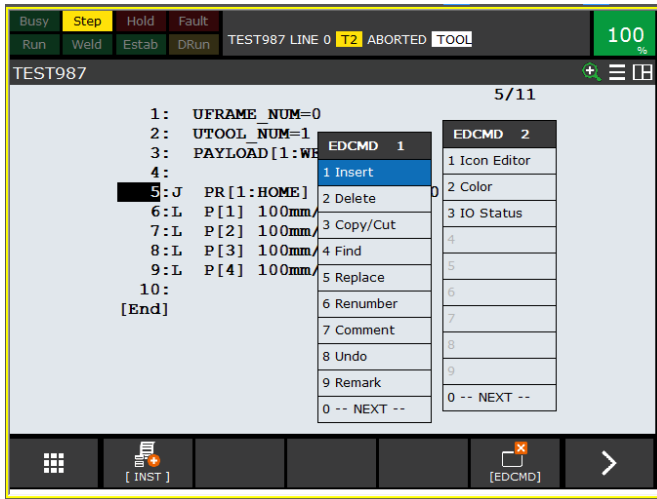 Busy Step Hold Fault
Run Weld Estab DRun
TEST987 LINE 0 T2 ABORTED TOOL
100
%
TEST987
5/11
1: UFRAME_NUM=0
2: UTOOL_NUM=1
3: PAYLOAD[1:WE
4:
5:J PR[1:HOME] 0
6:L P[1] 100mm/
7:L P[2] 100mm/
8:L P[3] 100mm/
9:L P[4] 100mm/
10:
[End]
EDCMD 1
1 Insert
2 Delete
3 Copy/Cut
4 Find
5 Replace
6 Renumber
7 Comment
8 Undo
9 Remark
0 -- NEXT --
EDCMD 2
1 Icon Editor
2 Color
3 IO Status
4
5
6
7
8
9
0 -- NEXT --
[ INST ]
[EDCMD]